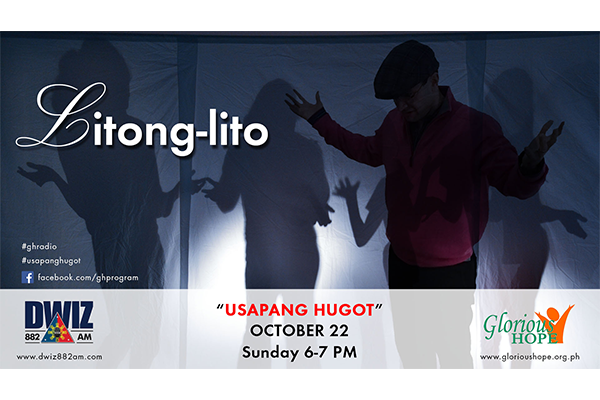 Litong-lito
#ghradio
#usapanghugot
facebook.com/ghprogram
DWIZ
882 AM
www.dwiz882am.com
“USAPANG HUGOT”
OCTOBER 22
Sunday 6-7 PM
Glorious
HOPE
www.glorioushope.org.ph